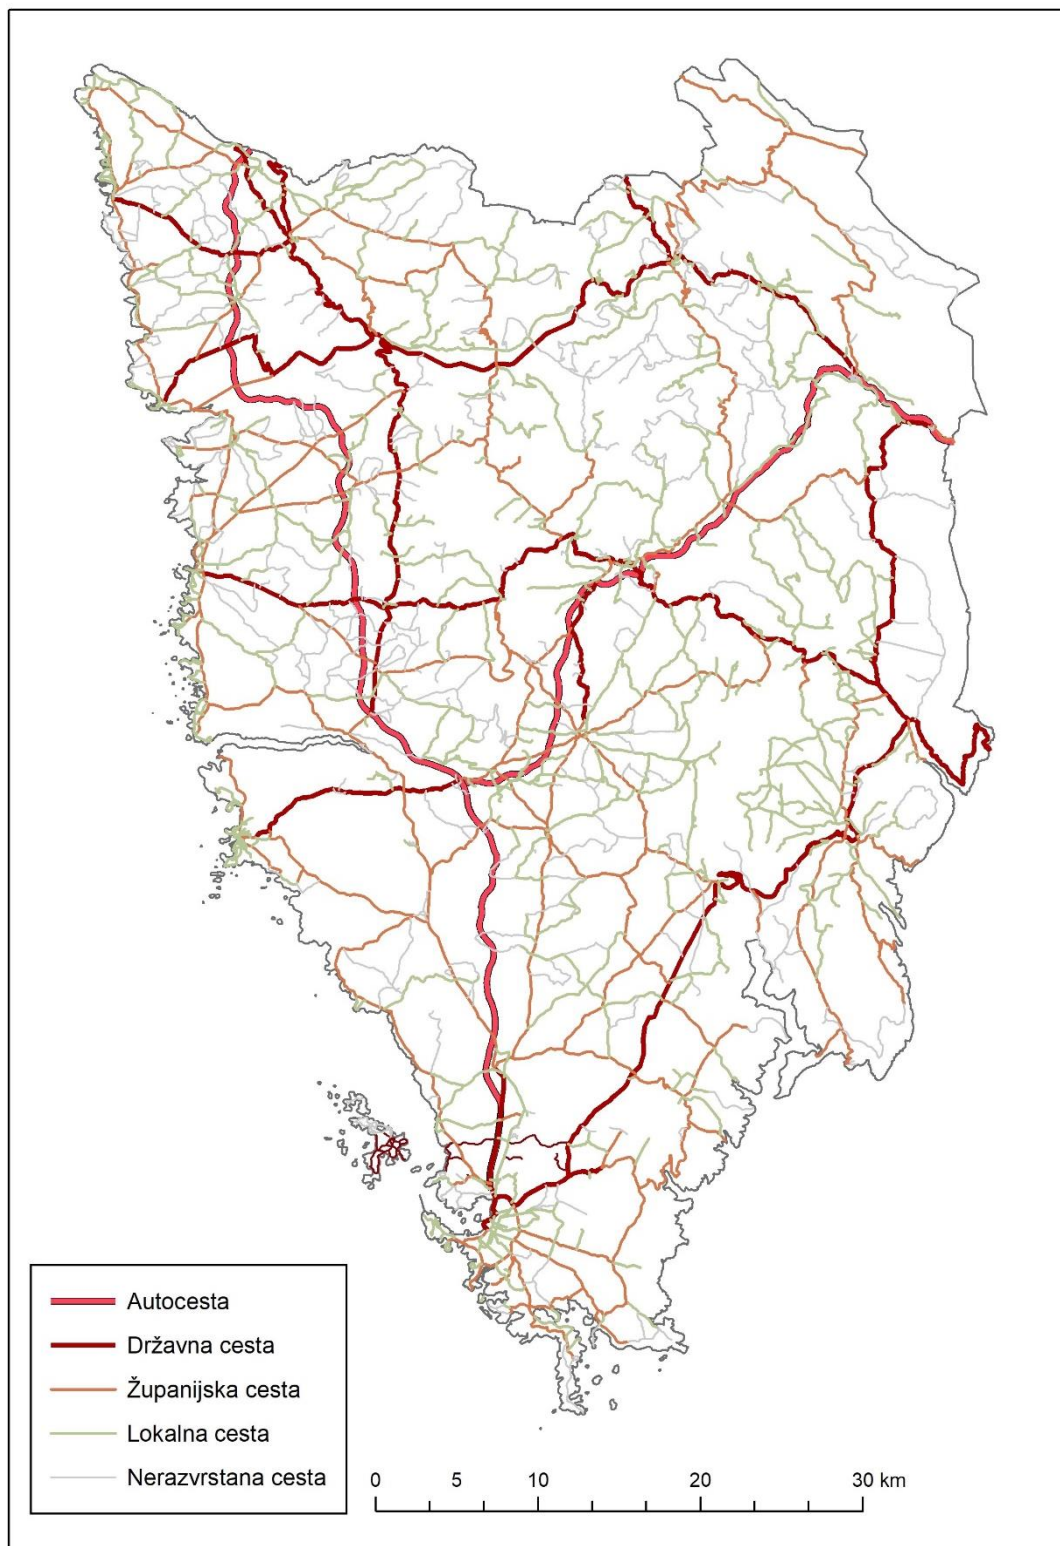 Autocesta
Državna cesta
Županijska cesta
Lokalna cesta
Nerazvrstana cesta
0 5 10 20 30 km